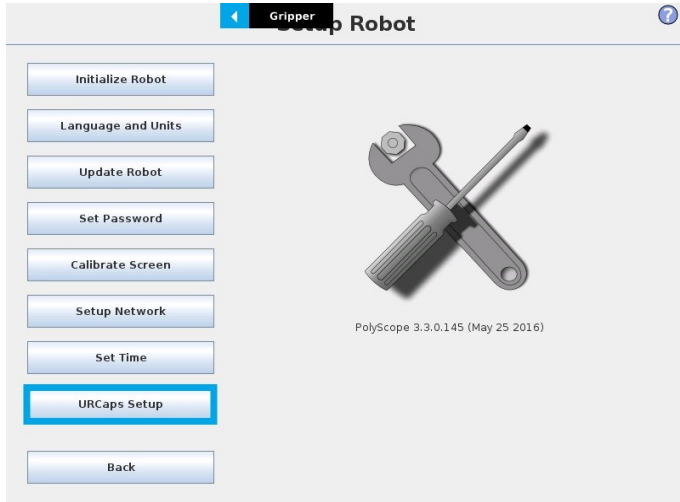 Gripper
Setup Robot
?
Initialize Robot
Language and Units
Update Robot
Set Password
Calibrate Screen
Setup Network
PolyScope 3.3.0.145 (May 25 2016)
Set Time
URCaps Setup
Back